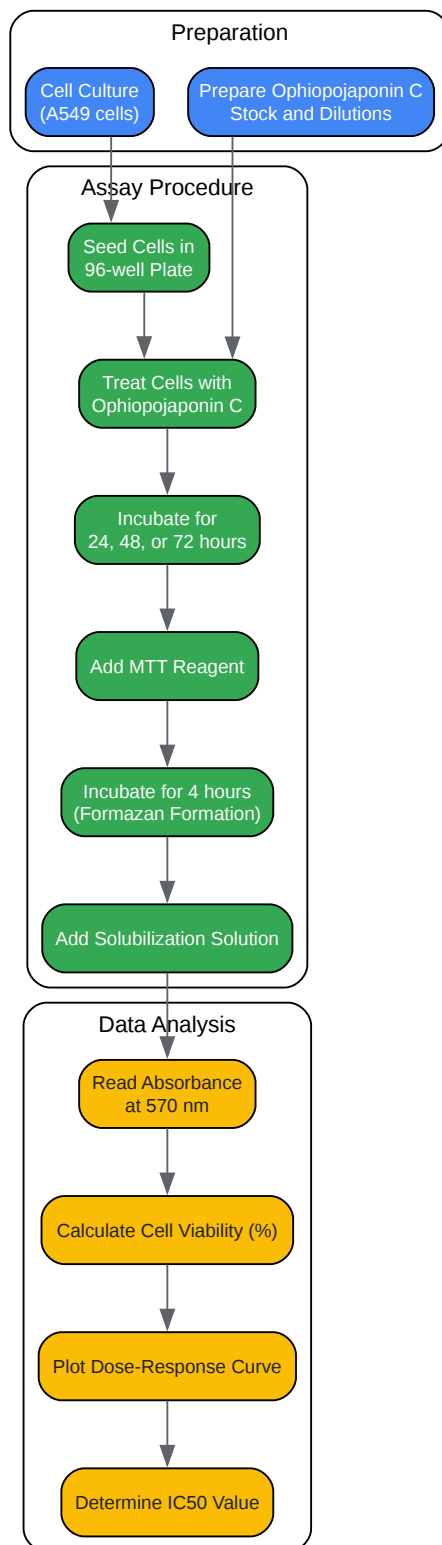 Preparation
Cell Culture
(A549 cells)
Prepare Ophiopojaponin C
Stock and Dilutions
Assay Procedure
Seed Cells in
96-well Plate
Treat Cells with
Ophiopojaponin C
Incubate for
24, 48, or 72 hours
Add MTT Reagent
Incubate for 4 hours
(Formazan Formation)
Add Solubilization Solution
Data Analysis
Read Absorbance
at 570 nm
Calculate Cell Viability (%)
Plot Dose-Response Curve
Determine IC50 Value